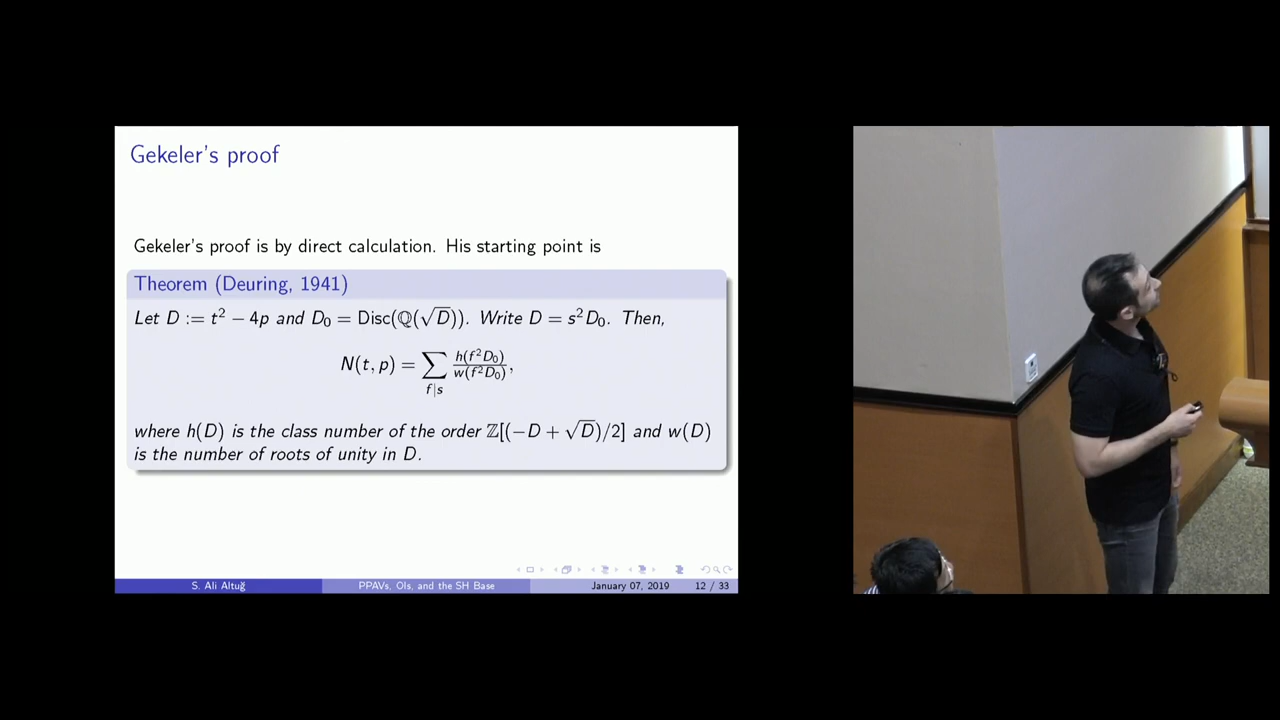 Gekeler's proof
Gekeler's proof is by direct calculation. His starting point is
Theorem (Deuring, 1941)
Let D := t² − 4p and D₀ = Disc(ℚ(√D)). Write D = s²D₀. Then,
N(t, p) = ∑_{f|s} h(f²D₀)/w(f²D₀),
where h(D) is the class number of the order ℤ[(−D + √D)/2] and w(D)
is the number of roots of unity in D.
S. Ali Altuğ PPAVs, OIs, and the SH Base January 07, 2019 12 / 33